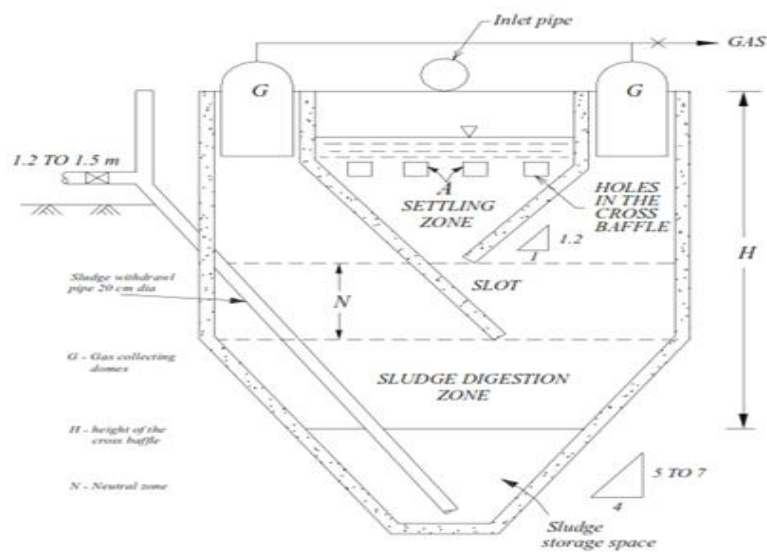 Inlet pipe
GAS
G
G
1.2 TO 1.5 m
A
SETTLING
ZONE
HOLES
IN THE
CROSS
BAFFLE
1.2
1
H
SLOT
N
Sludge withdrawl
pipe 20 cm dia
G - Gas collecting
domes
SLUDGE DIGESTION
ZONE
H - height of the
cross baffle
N - Neutral zone
5 TO 7
4
Sludge
storage space